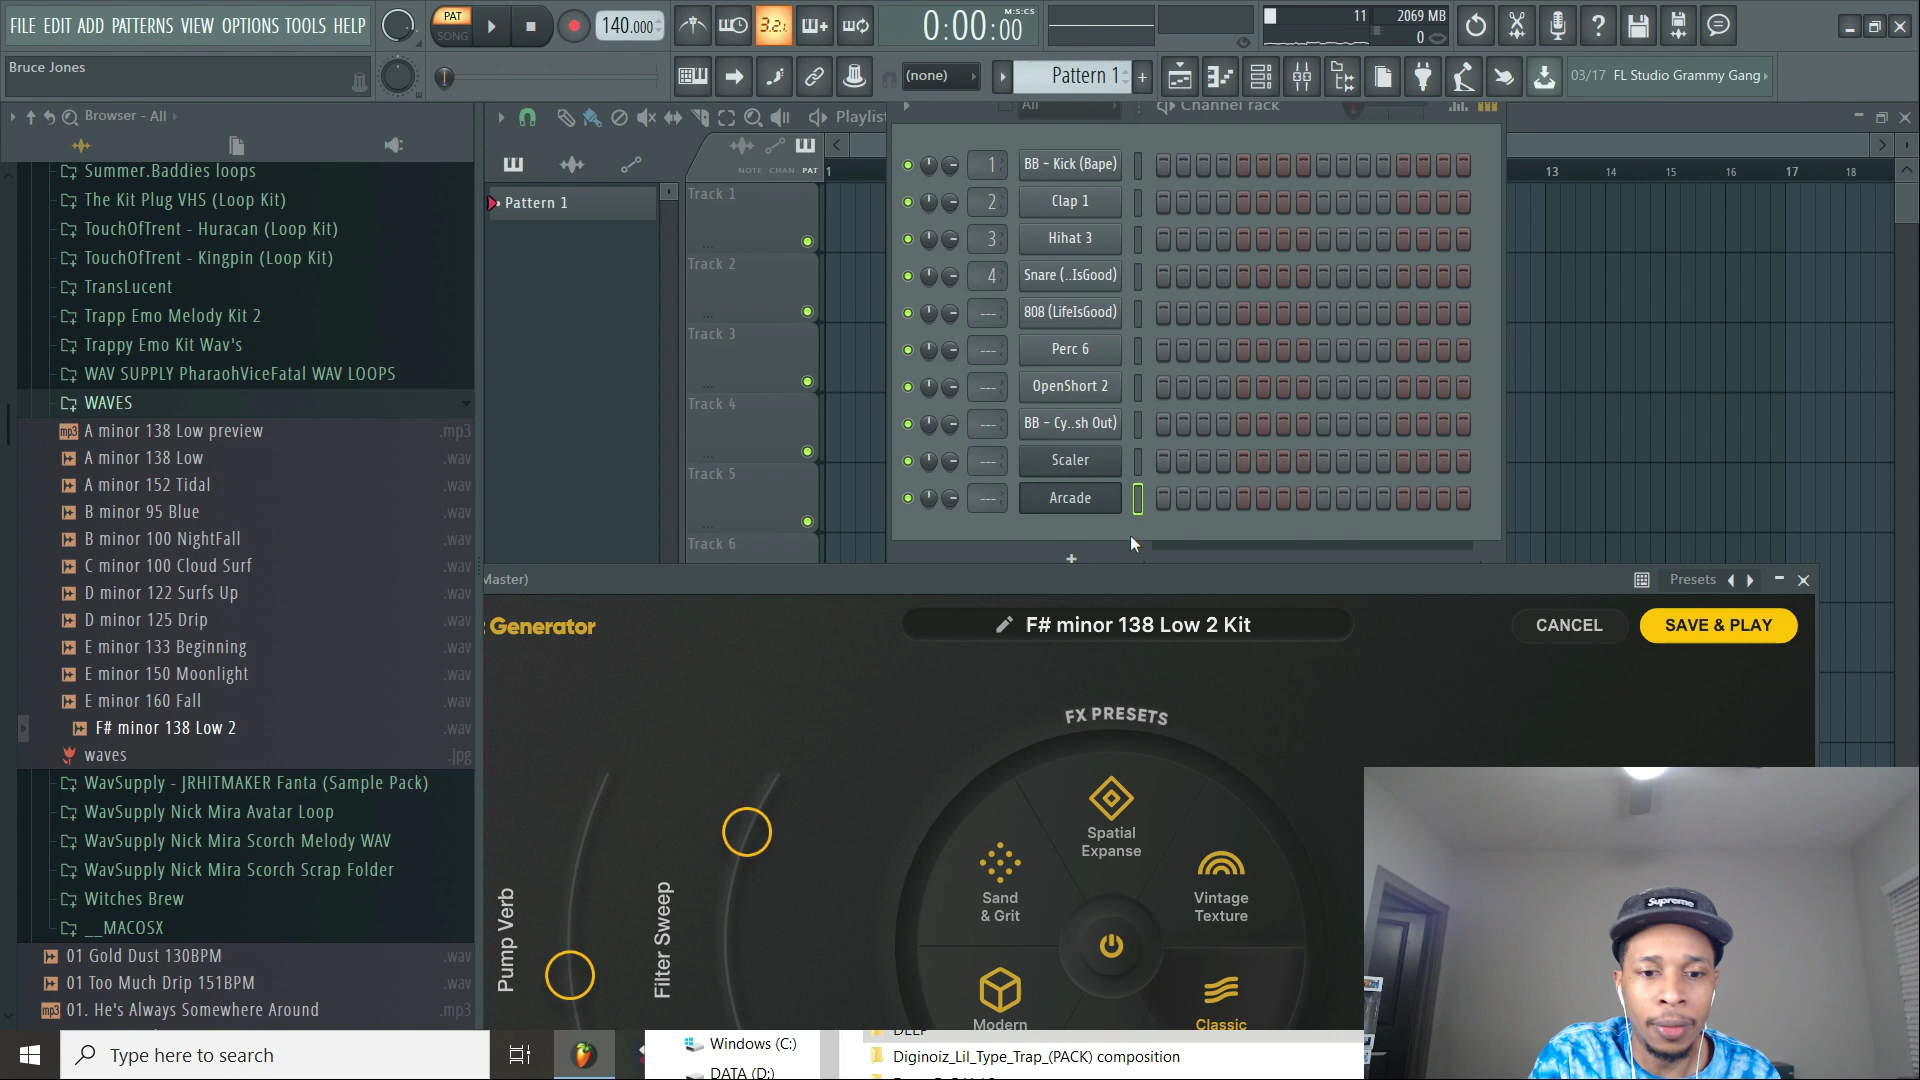 FILE EDIT ADD PATTERNS VIEW OPTIONS TOOLS HELP
PAT
SONG
140.000
3.2.
0:00:00
M:S:CS
11
2069 MB
0
Bruce Jones
(none)
Pattern 1
+
03/17 FL Studio Grammy Gang
Browser - All
Summer.Baddies loops
The Kit Plug VHS (Loop Kit)
TouchOfTrent - Huracan (Loop Kit)
TouchOfTrent - Kingpin (Loop Kit)
TransLucent
Trapp Emo Melody Kit 2
Trappy Emo Kit Wav's
WAV SUPPLY PharaohViceFatal WAV LOOPS
WAVES
mp3 A minor 138 Low preview .mp3
A minor 138 Low .wav
A minor 152 Tidal .wav
B minor 95 Blue .wav
B minor 100 NightFall .wav
C minor 100 Cloud Surf .wav
D minor 122 Surfs Up .wav
D minor 125 Drip .wav
E minor 133 Beginning .wav
E minor 150 Moonlight .wav
E minor 160 Fall .wav
F# minor 138 Low 2 .wav
waves .jpg
WavSupply - JRHITMAKER Fanta (Sample Pack)
WavSupply Nick Mira Avatar Loop
WavSupply Nick Mira Scorch Melody WAV
WavSupply Nick Mira Scorch Scrap Folder
Witches Brew
__MACOSX
01 Gold Dust 130BPM .wav
01 Too Much Drip 151BPM .wav
mp3 01. He's Always Somewhere Around .mp3
Playlist
Pattern 1
NOTE CHAN PAT
1
Track 1
...
Track 2
...
Track 3
...
Track 4
...
Track 5
...
Track 6
All
Channel rack
1 BB - Kick (Bape)
2 Clap 1
3 Hihat 3
4 Snare (..IsGood)
--- 808 (LifeIsGood)
--- Perc 6
--- OpenShort 2
--- BB - Cy..sh Out)
--- Scaler
--- Arcade
+
13 14 15 16 17 18
Master)
Presets
Generator
F# minor 138 Low 2 Kit
CANCEL
SAVE & PLAY
FX PRESETS
Spatial
Expanse
Sand
& Grit
Vintage
Texture
Modern
Classic
Pump Verb
Filter Sweep
Supreme
Type here to search
Windows (C:)
DATA (D:)
Diginoiz_Lil_Type_Trap_(PACK) composition